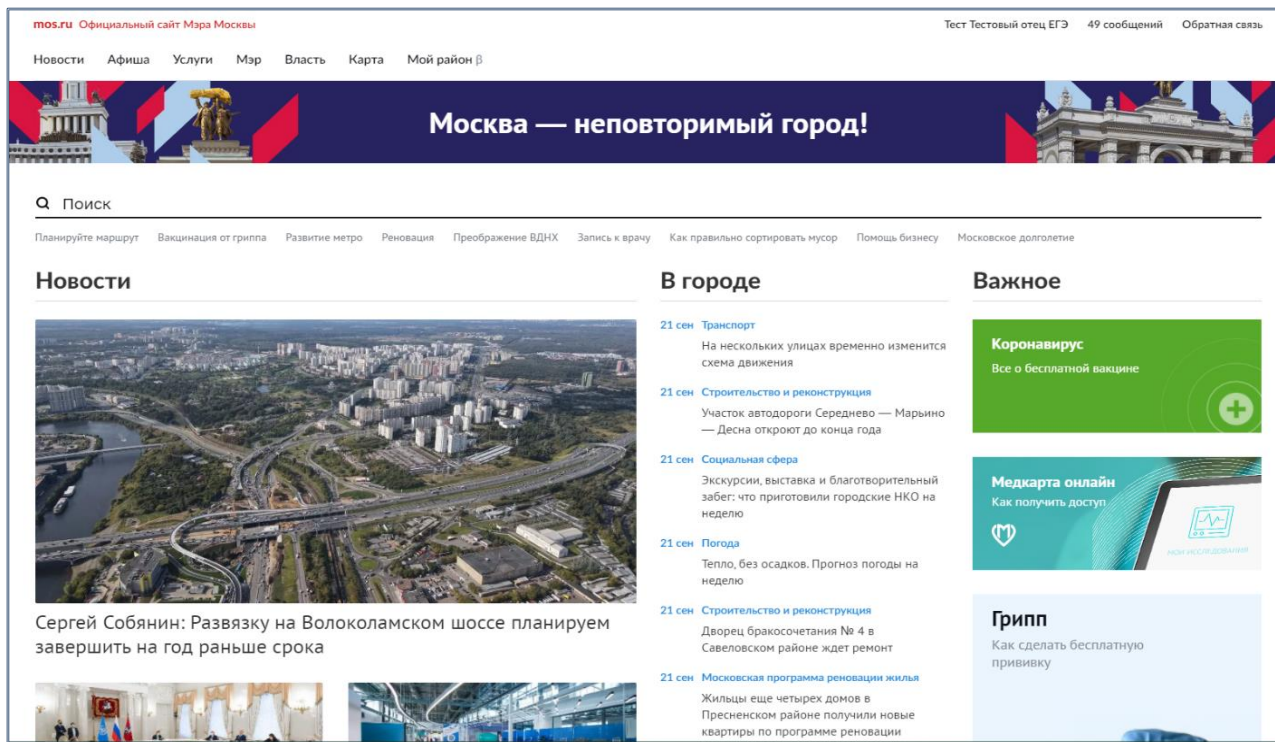 mos.ru Официальный сайт Мэра Москвы
Тест Тестовый отец ЕГЭ 49 сообщений Обратная связь
Новости Афиша Услуги Мэр Власть Карта Мой район β
Москва — неповторимый город!
Поиск
Планируйте маршрут Вакцинация от гриппа Развитие метро Реновация Преображение ВДНХ Запись к врачу Как правильно сортировать мусор Помощь бизнесу Московское долголетие
Новости
Сергей Собянин: Развязку на Волоколамском шоссе планируем
завершить на год раньше срока
В городе
21 сен Транспорт
На нескольких улицах временно изменится
схема движения
21 сен Строительство и реконструкция
Участок автодороги Середнево — Марьино
— Десна откроют до конца года
21 сен Социальная сфера
Экскурсии, выставка и благотворительный
забег: что приготовили городские НКО на
неделю
21 сен Погода
Тепло, без осадков. Прогноз погоды на
неделю
21 сен Строительство и реконструкция
Дворец бракосочетания № 4 в
Савеловском районе ждет ремонт
21 сен Московская программа реновации жилья
Жильцы еще четырех домов в
Пресненском районе получили новые
квартиры по программе реновации
Важное
Коронавирус
Все о бесплатной вакцине
Медкарта онлайн
Как получить доступ
МОИ ИССЛЕДОВАНИЯ
Грипп
Как сделать бесплатную
прививку